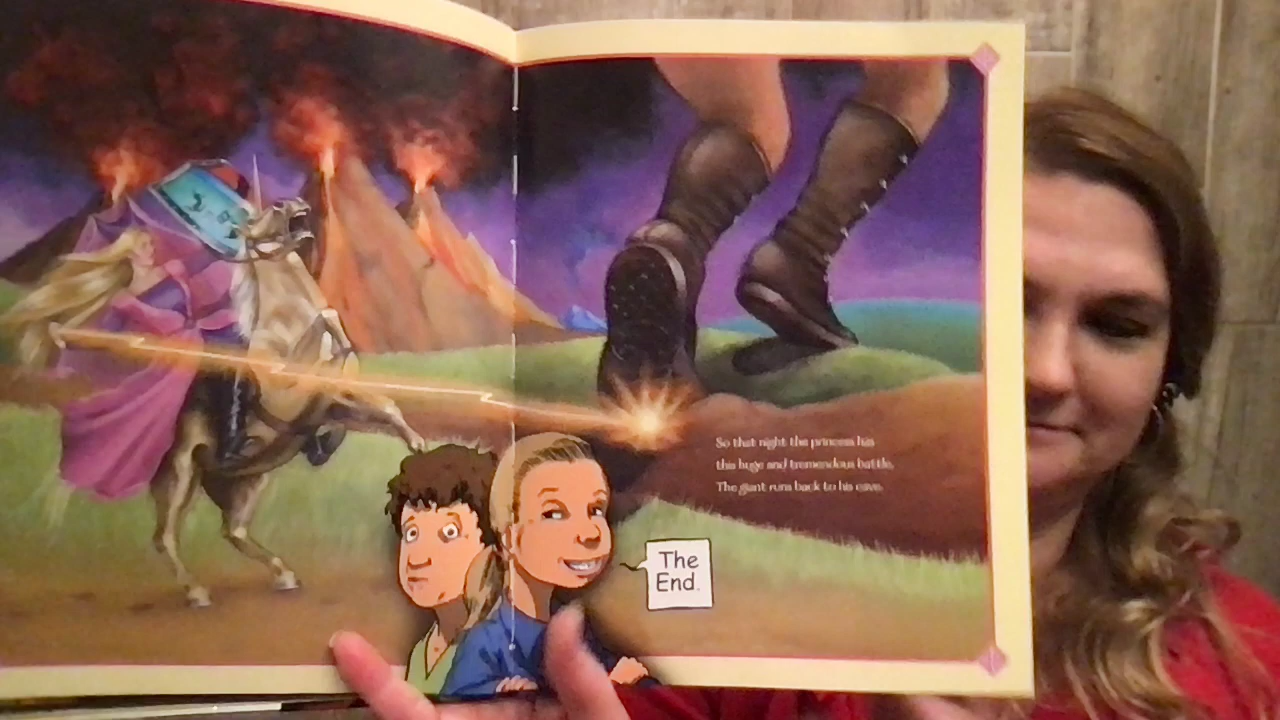 So that night the princess has
this huge and tremendous battle.
The giant runs back to his cave.
The
End.